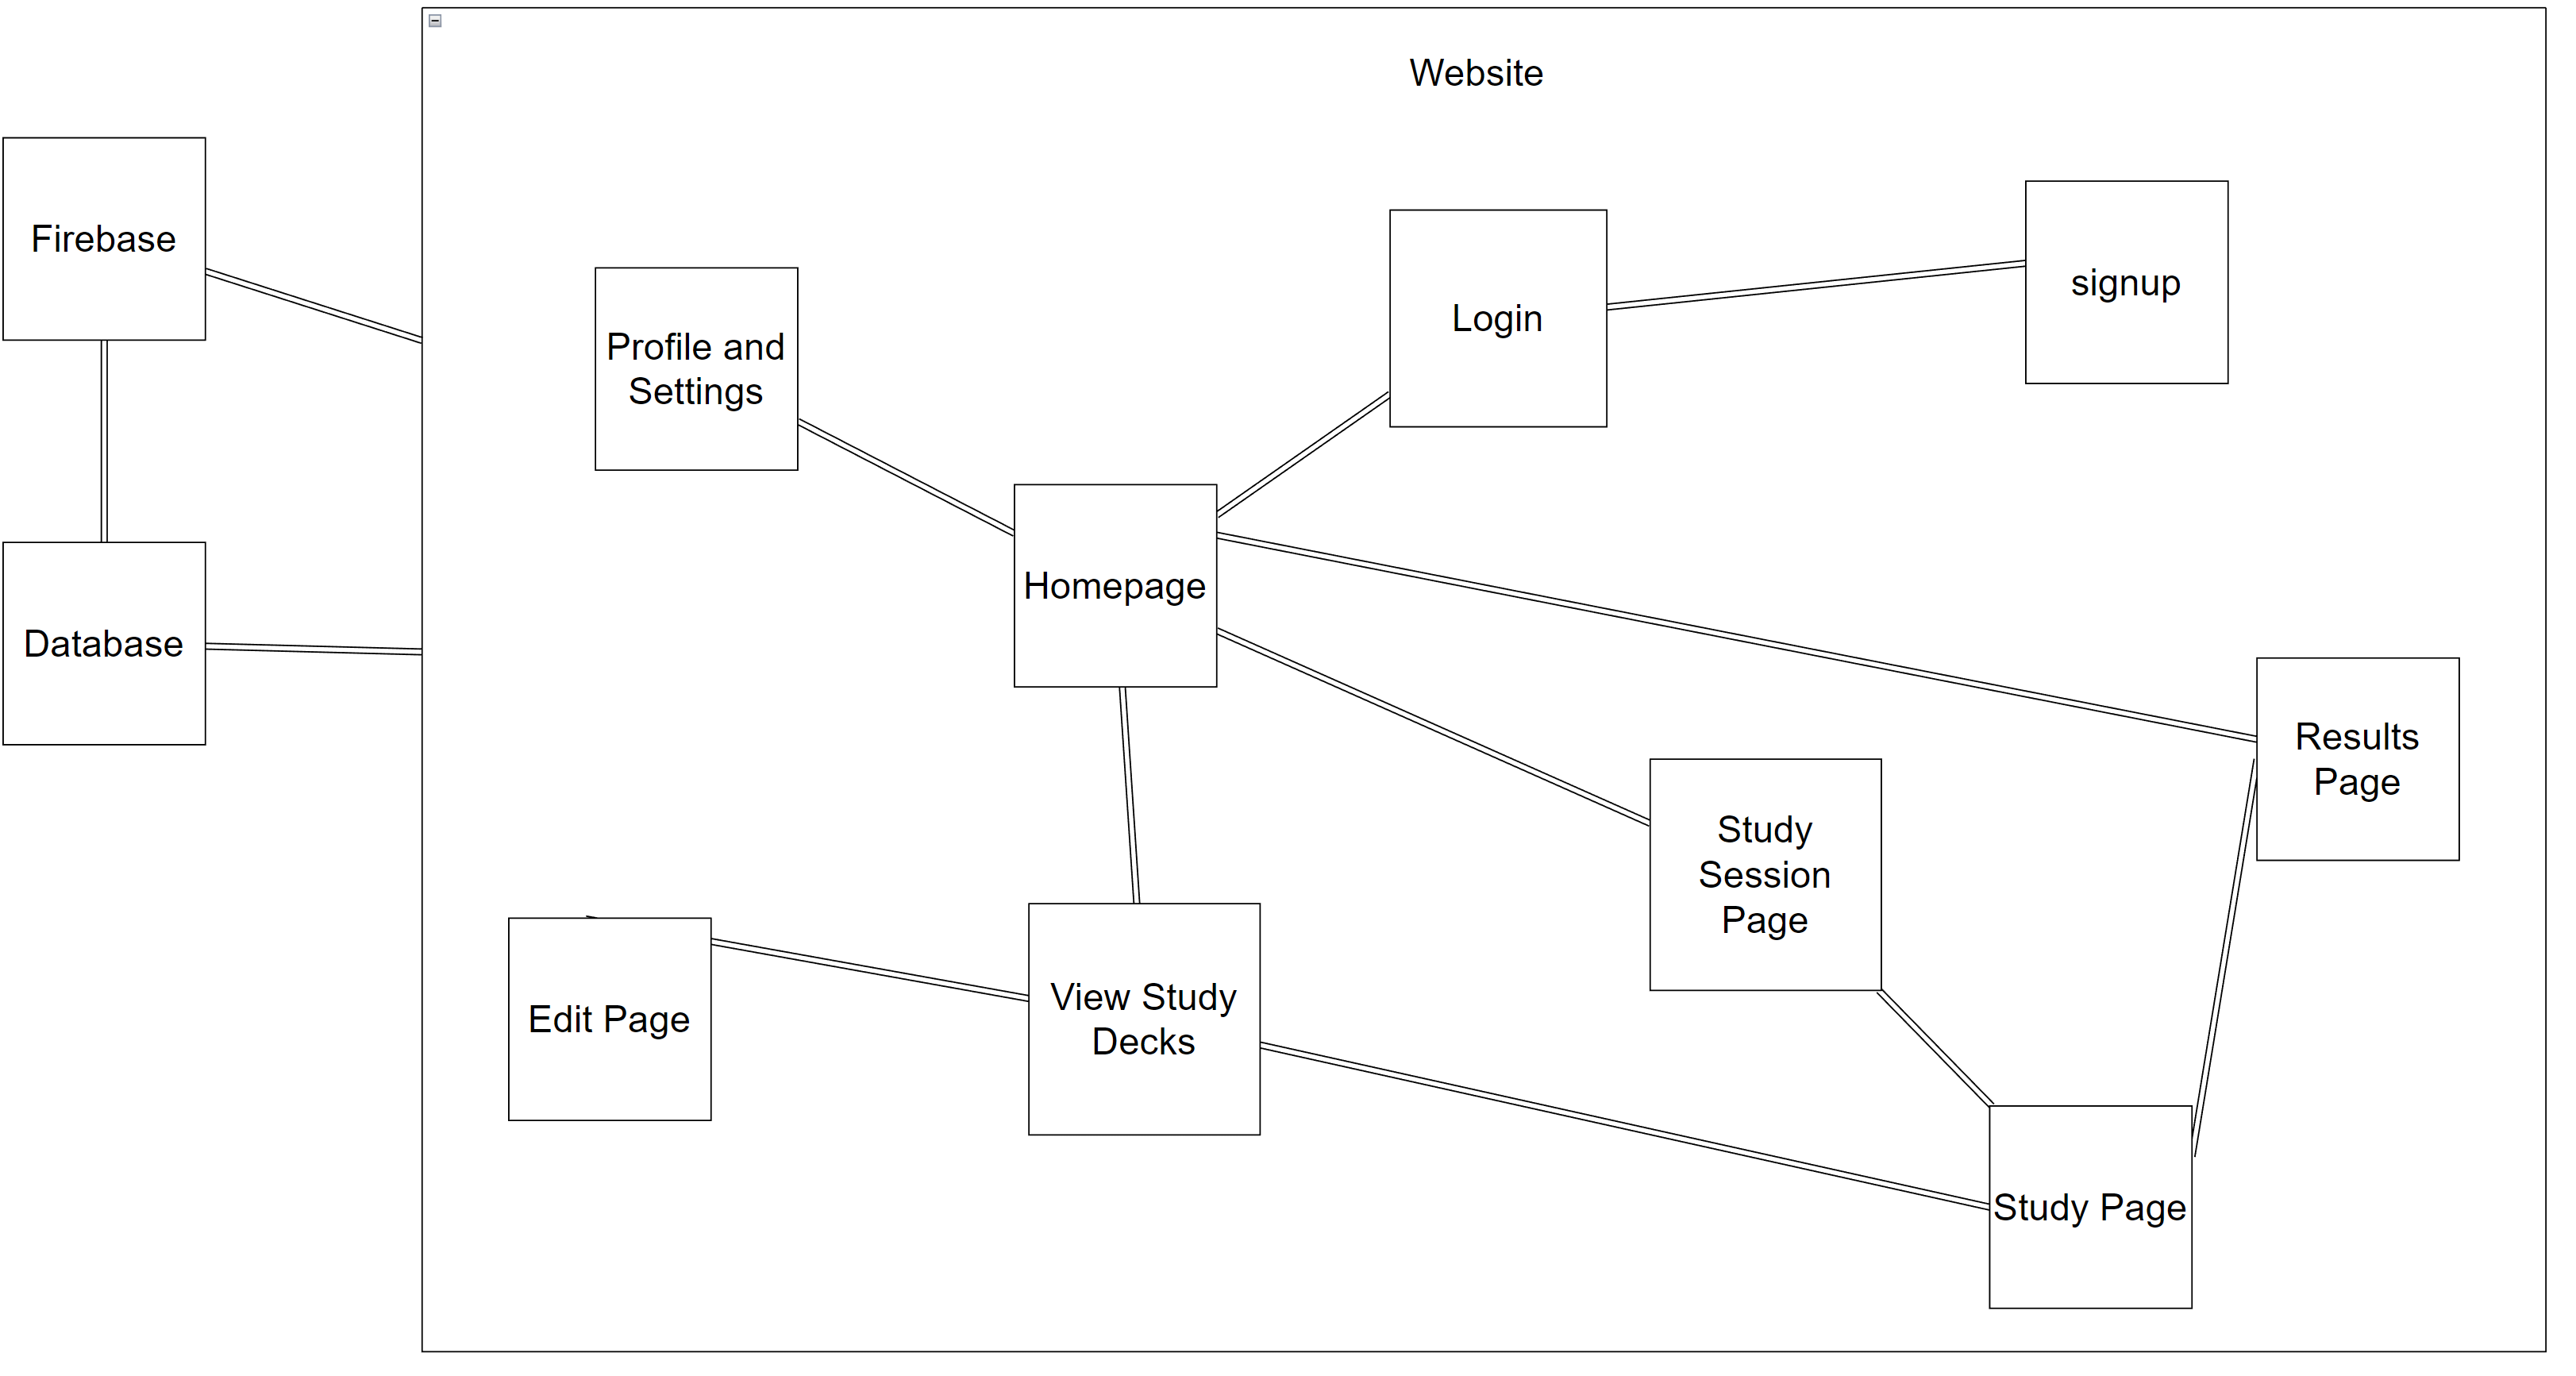 Website
Firebase
Profile and
Settings
Login
signup
Homepage
Database
Results
Page
Study
Session
Page
Edit Page
View Study
Decks
Study Page